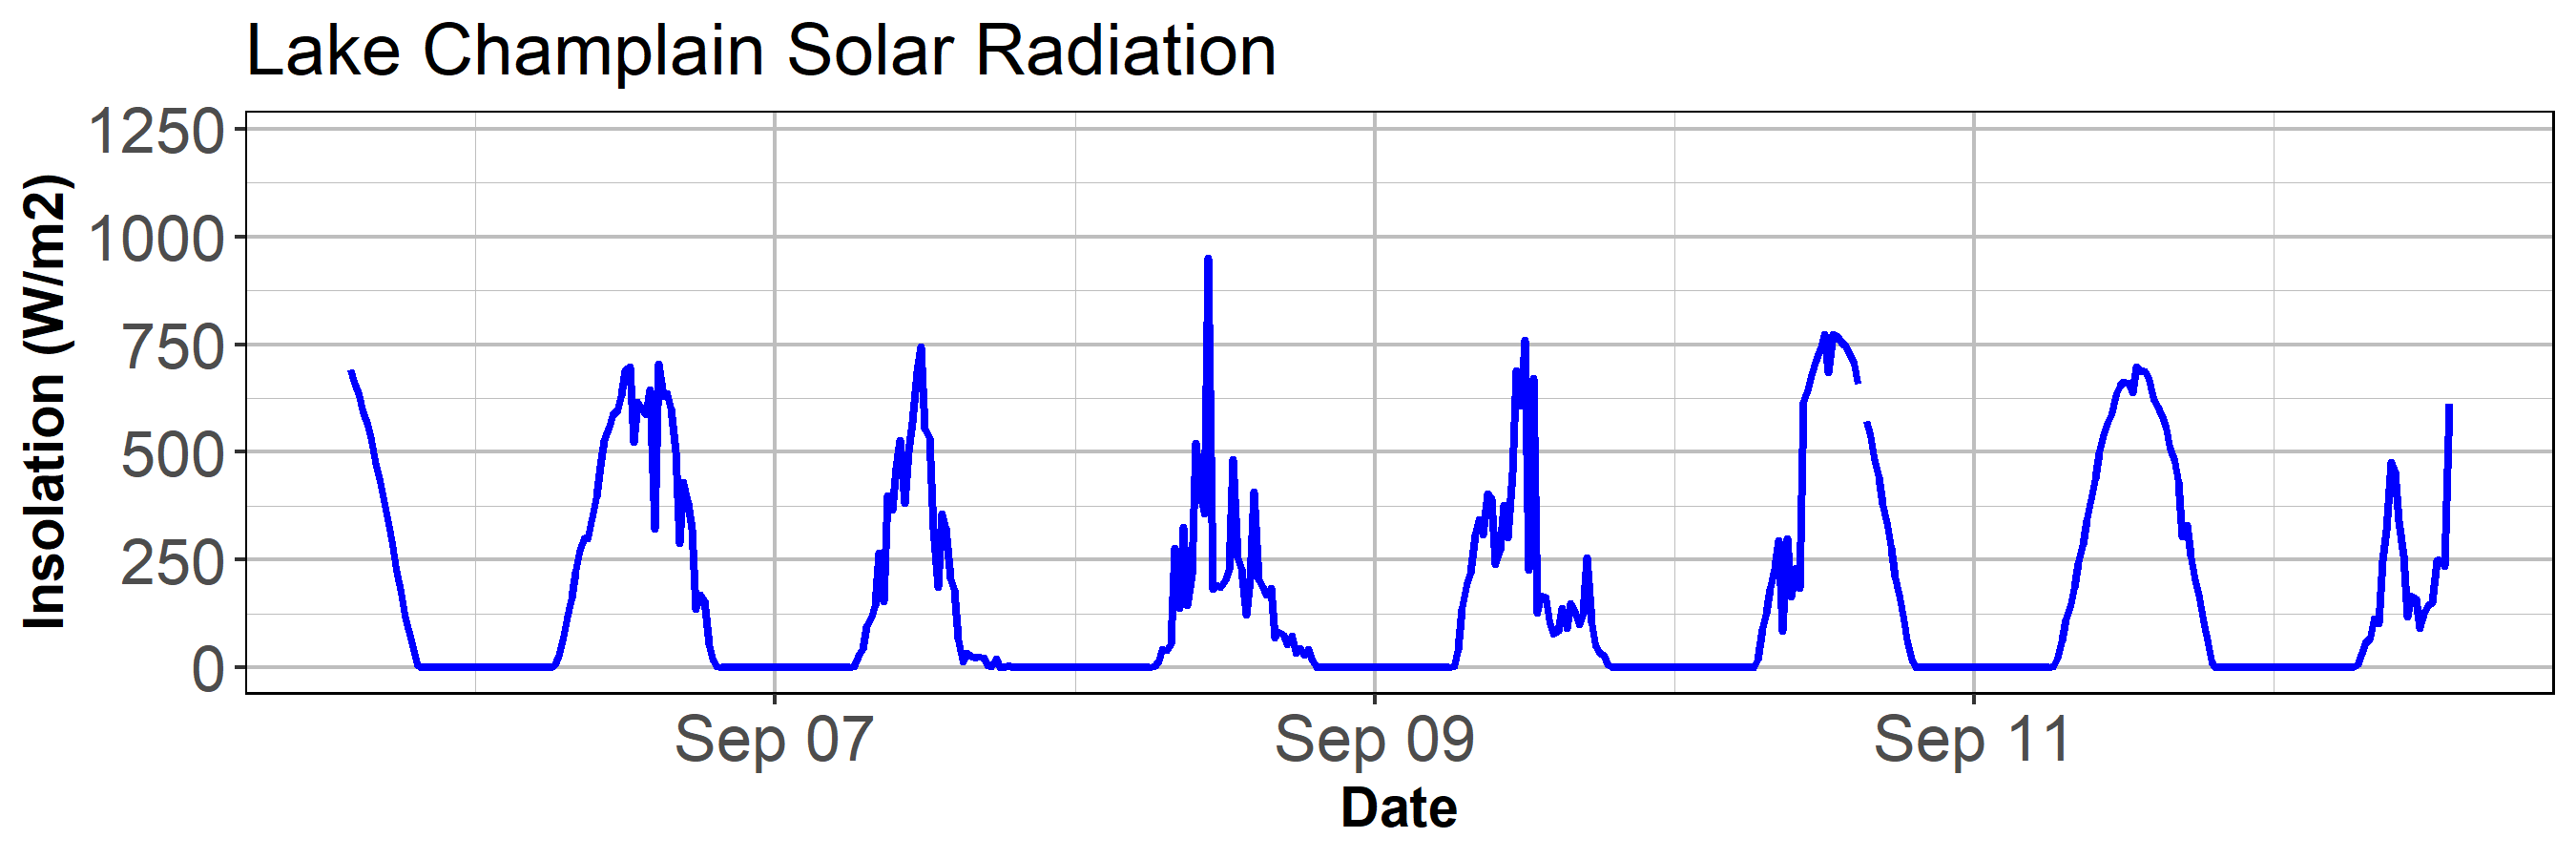 Lake Champlain Solar Radiation
1250
1000
750
500
250
0
Insolation (W/m2)
Sep 07
Sep 09
Sep 11
Date